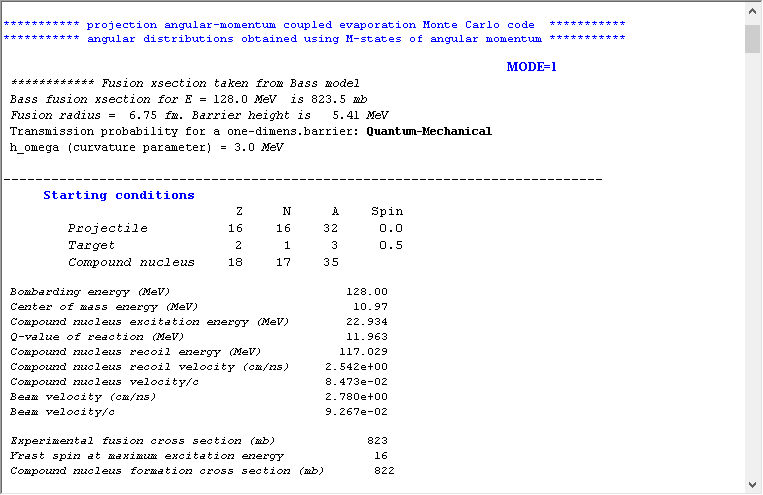 *********** projection angular-momentum coupled evaporation Monte Carlo code ***********
*********** angular distributions obtained using M-states of angular momentum ***********
MODE=1
************ Fusion xsection taken from Bass model
Bass fusion xsection for E = 128.0 MeV is 823.5 mb
Fusion radius = 6.75 fm. Barrier height is 5.41 MeV
Transmission probability for a one-dimens.barrier: Quantum-Mechanical
h_omega (curvature parameter) = 3.0 MeV
--------------------------------------------------------------------------------
Starting conditions
Z N A Spin
Projectile 16 16 32 0.0
Target 2 1 3 0.5
Compound nucleus 18 17 35
Bombarding energy (MeV) 128.00
Center of mass energy (MeV) 10.97
Compound nucleus excitation energy (MeV) 22.934
Q-value of reaction (MeV) 11.963
Compound nucleus recoil energy (MeV) 117.029
Compound nucleus recoil velocity (cm/ns) 2.542e+00
Compound nucleus velocity/c 8.473e-02
Beam velocity (cm/ns) 2.780e+00
Beam velocity/c 9.267e-02
Experimental fusion cross section (mb) 823
Yrast spin at maximum excitation energy 16
Compound nucleus formation cross section (mb) 822